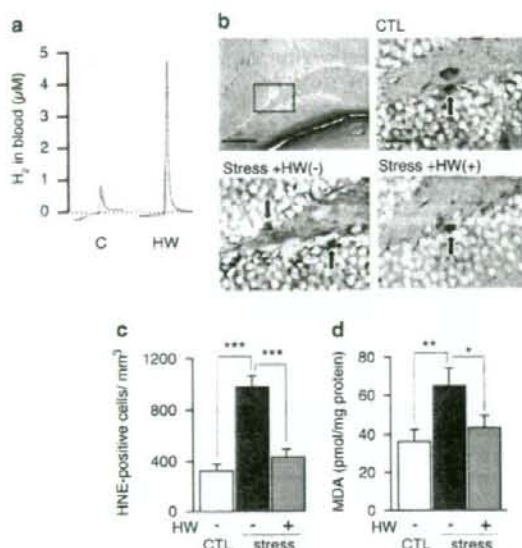 a
H₂ in blood (μM)
5
4
3
2
1
0
C HW
b
CTL
Stress +HW(-)
Stress +HW(+)
c
HNE-positive cells/ mm³
1200
800
400
0
*** ***
HW - - +
CTL stress
d
MDA (pmol/mg protein)
80
60
40
20
0
** *
HW - - +
CTL stress